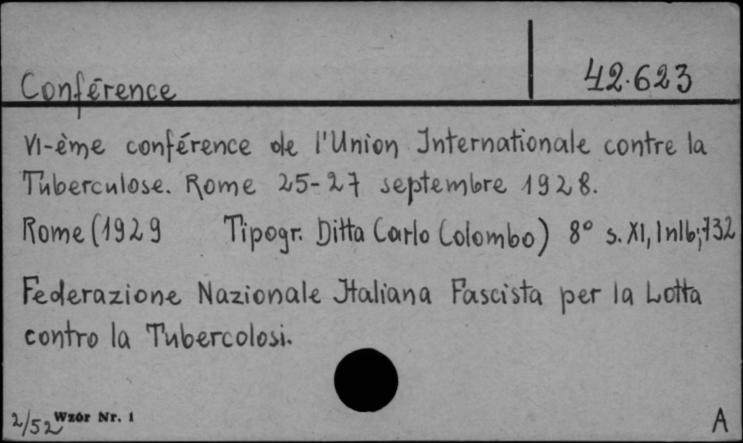 Conférence 42.623
VI-ème conférence de l'Union Internationale contre la
Tuberculose. Rome 25-27 septembre 1928.
Rome (1929 Tipogr. Ditta Carlo Colombo) 8° s. XI, 1nlb; 732
Federazione Nazionale Italiana Fascista per la Lotta
contro la Tubercolosi.
2/52 Wzór Nr. 1 A